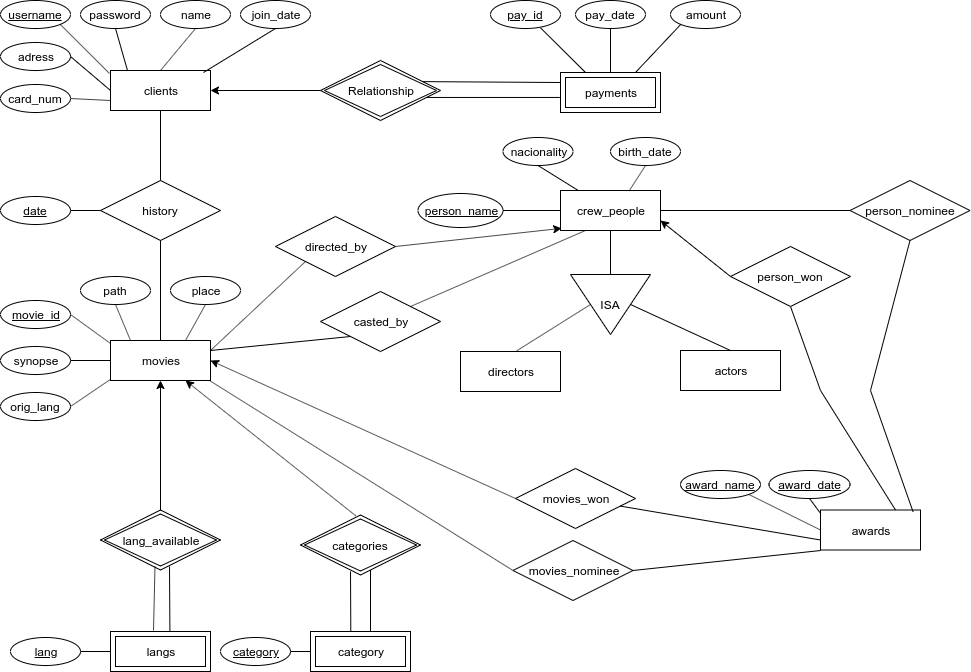 username
password
name
join_date
pay_id
pay_date
amount
adress
clients
Relationship
payments
card_num
nacionality
birth_date
date
history
person_name
crew_people
person_nominee
directed_by
person_won
path
place
ISA
movie_id
casted_by
synopse
movies
directors
actors
orig_lang
award_name
award_date
movies_won
awards
lang_available
categories
movies_nominee
lang
langs
category
category